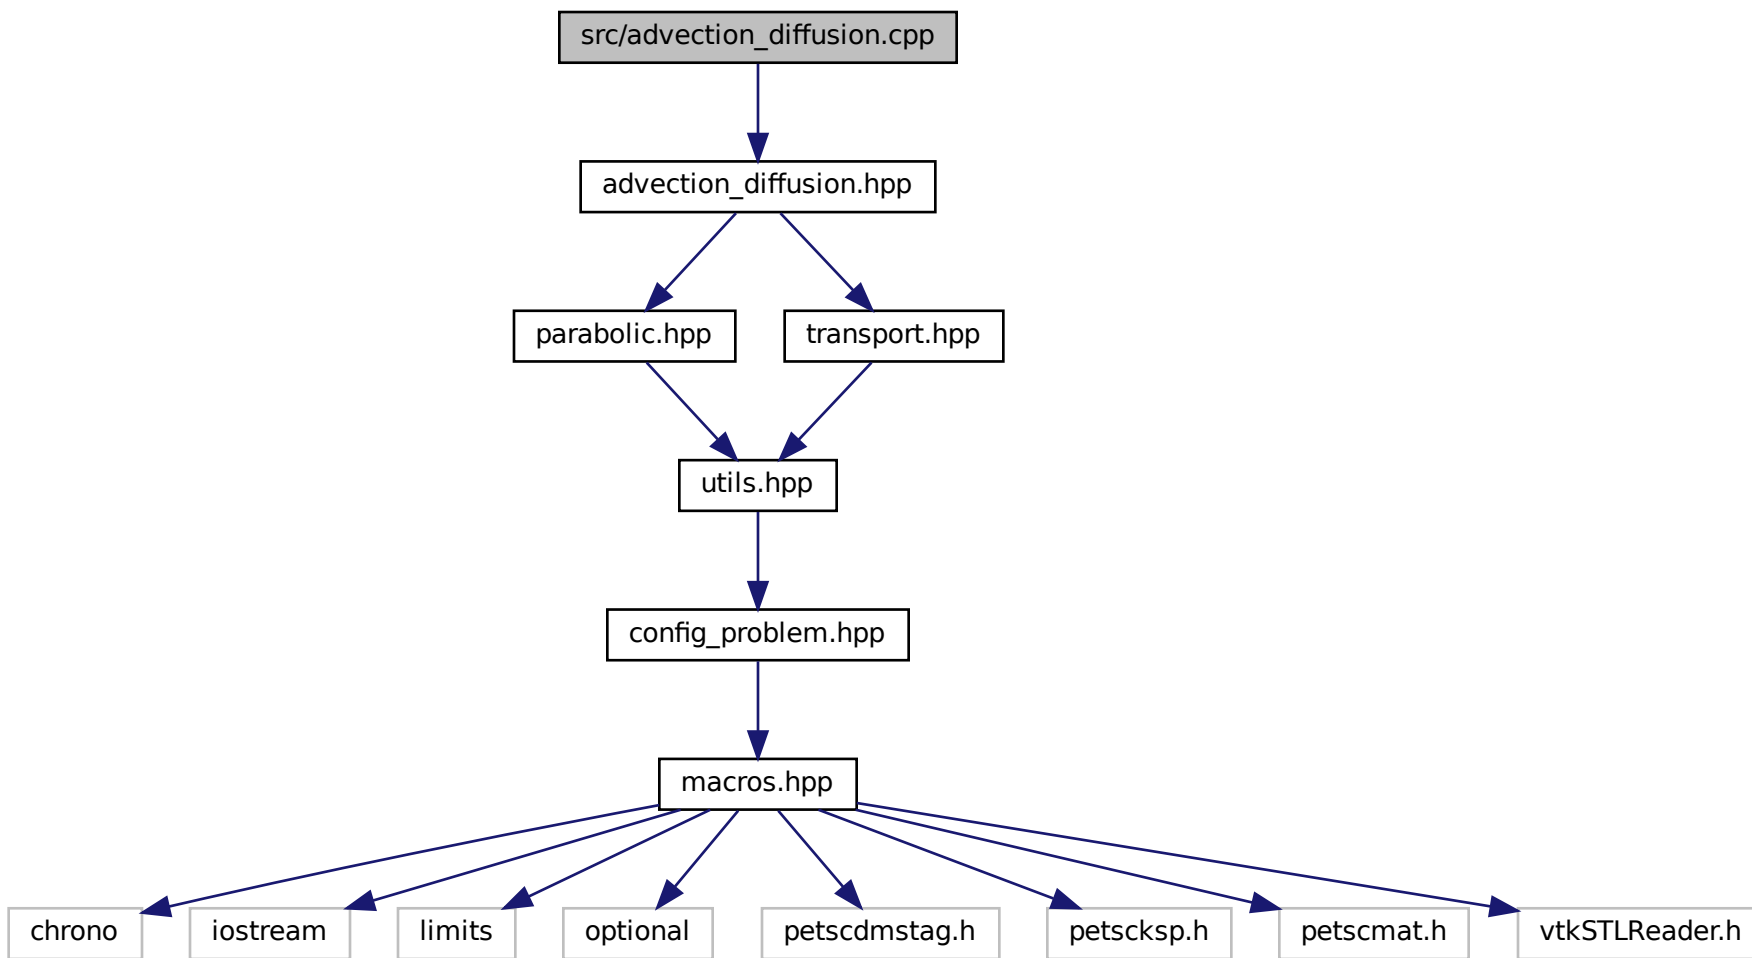 src/advection_diffusion.cpp
advection_diffusion.hpp
parabolic.hpp
transport.hpp
utils.hpp
config_problem.hpp
macros.hpp
chrono
iostream
limits
optional
petscdmstag.h
petscksp.h
petscmat.h
vtkSTLReader.h